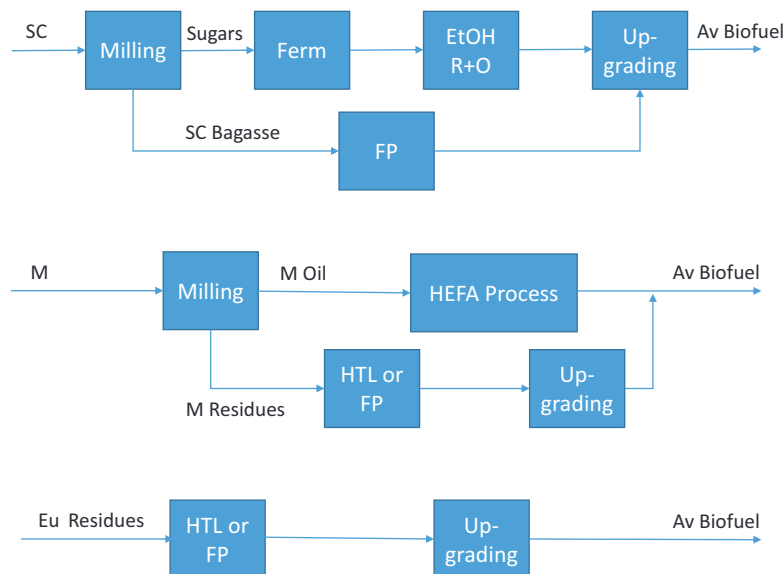 SC
Milling
Sugars
Ferm
EtOH
R+O
Up-
grading
Av Biofuel
SC Bagasse
FP
M
Milling
M Oil
HEFA Process
Av Biofuel
M Residues
HTL or
FP
Up-
grading
Eu Residues
HTL or
FP
Up-
grading
Av Biofuel